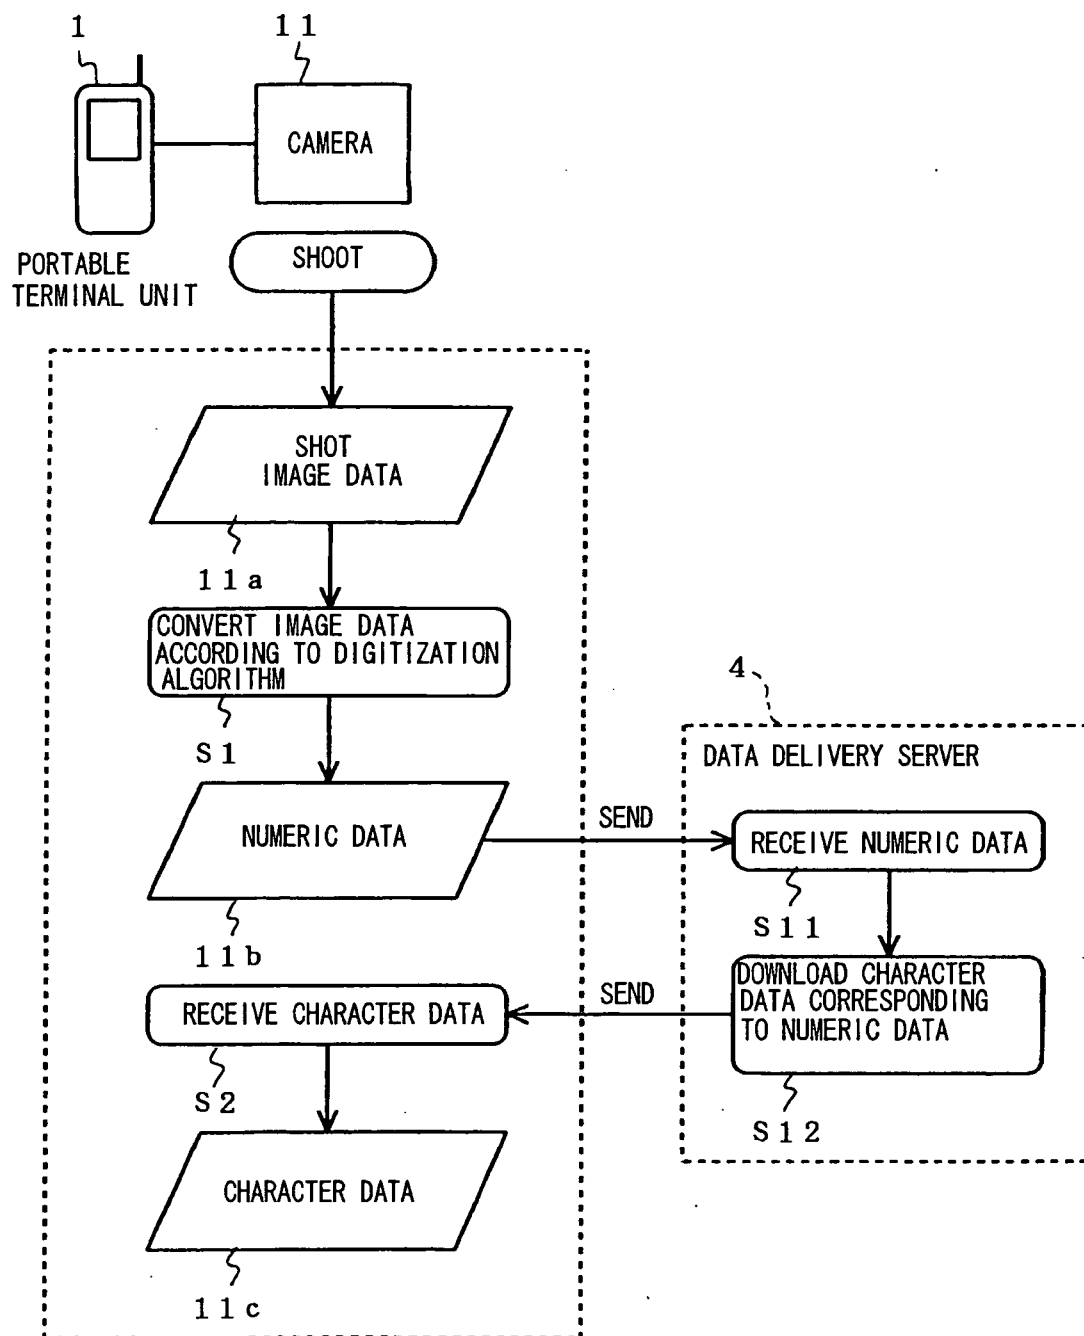 1
11
CAMERA
PORTABLE
TERMINAL UNIT
SHOOT
SHOT
IMAGE DATA
11a
CONVERT IMAGE DATA
ACCORDING TO DIGITIZATION
ALGORITHM
S1
NUMERIC DATA
SEND
11b
4
DATA DELIVERY SERVER
RECEIVE NUMERIC DATA
S11
DOWNLOAD CHARACTER
DATA CORRESPONDING
TO NUMERIC DATA
S12
SEND
RECEIVE CHARACTER DATA
S2
CHARACTER DATA
11c